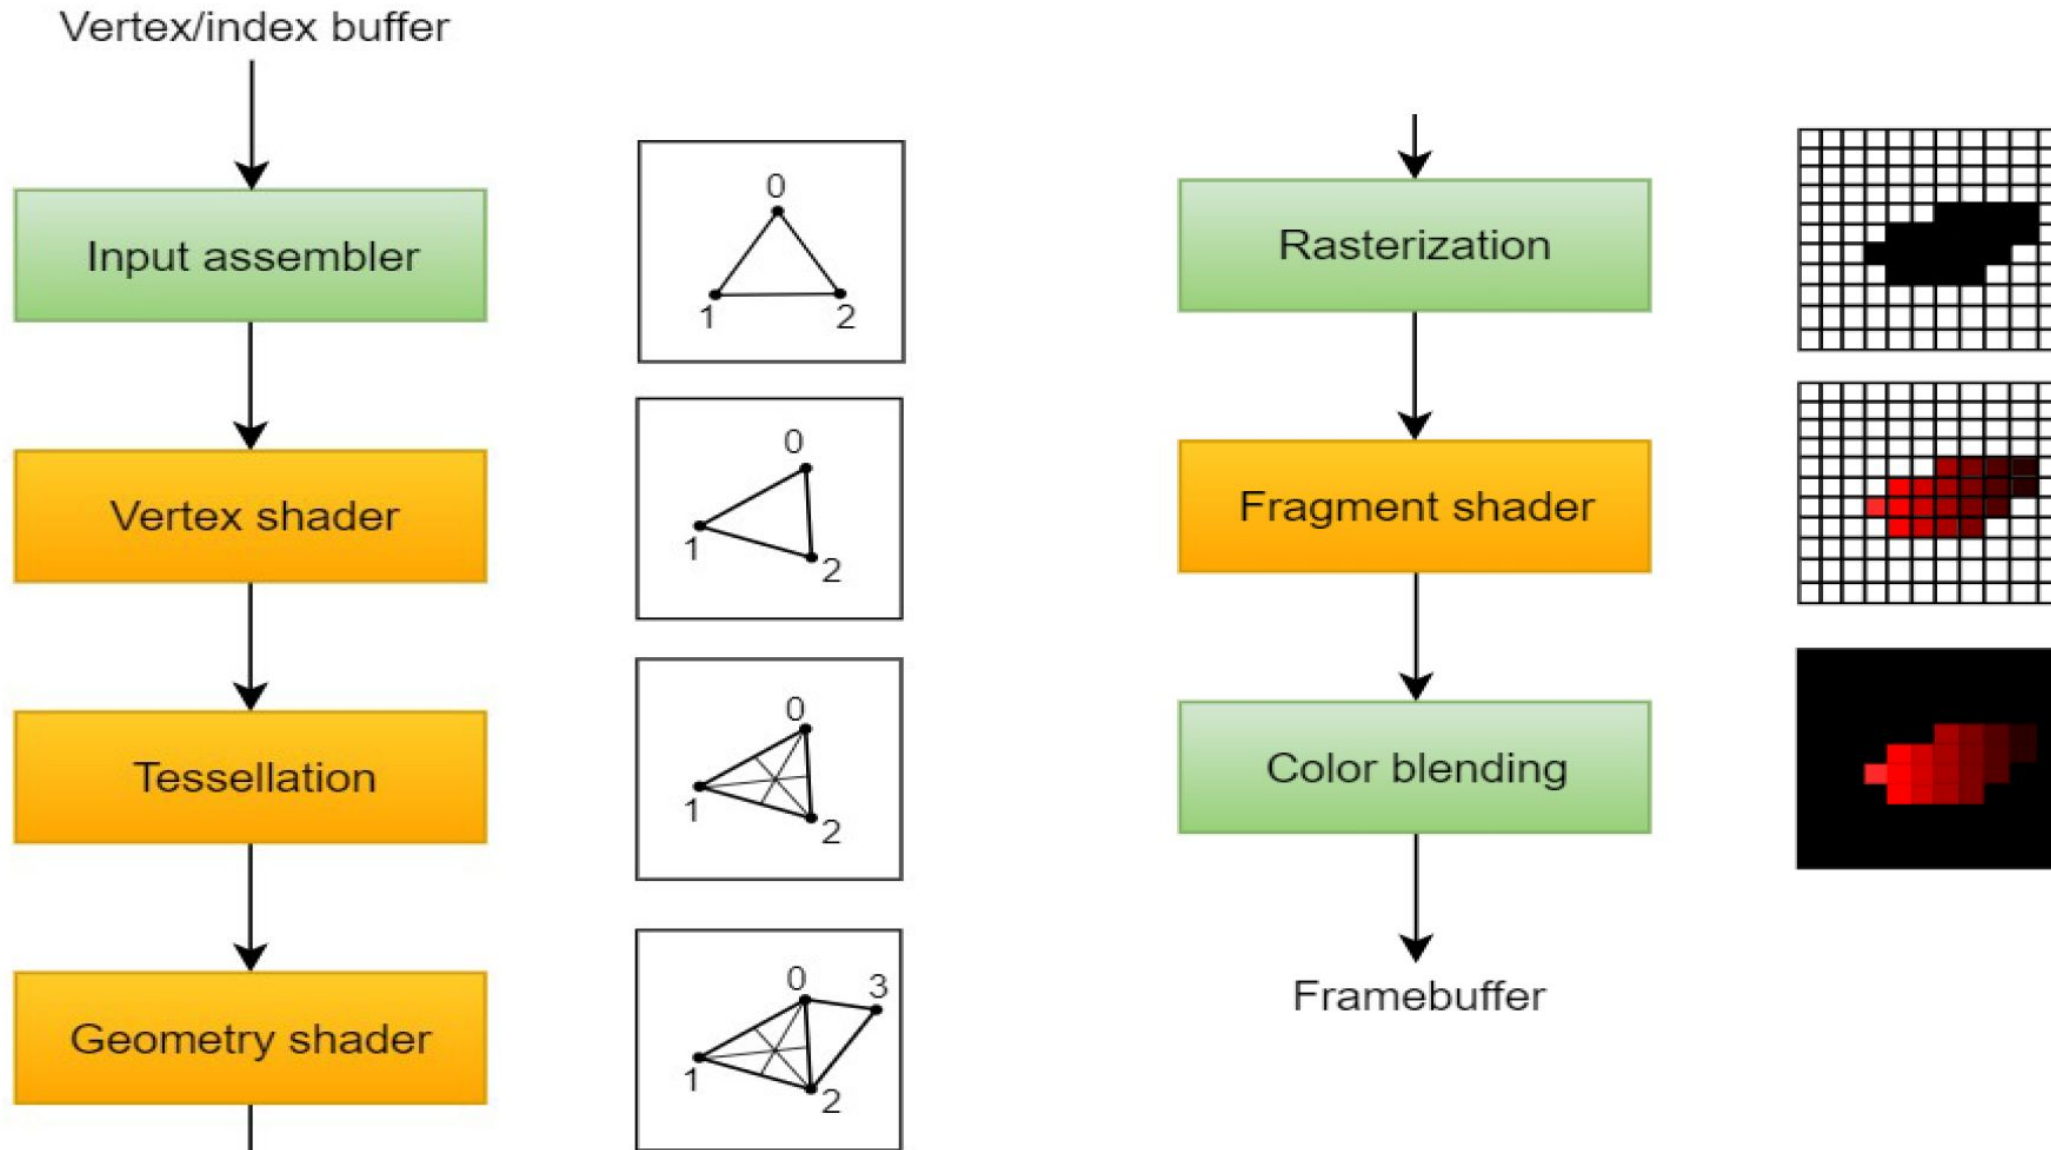 Vertex/index buffer
Input assembler
0
1
2
Vertex shader
0
1
2
Tessellation
0
1
2
Geometry shader
0
3
1
2
Rasterization
Fragment shader
Color blending
Framebuffer